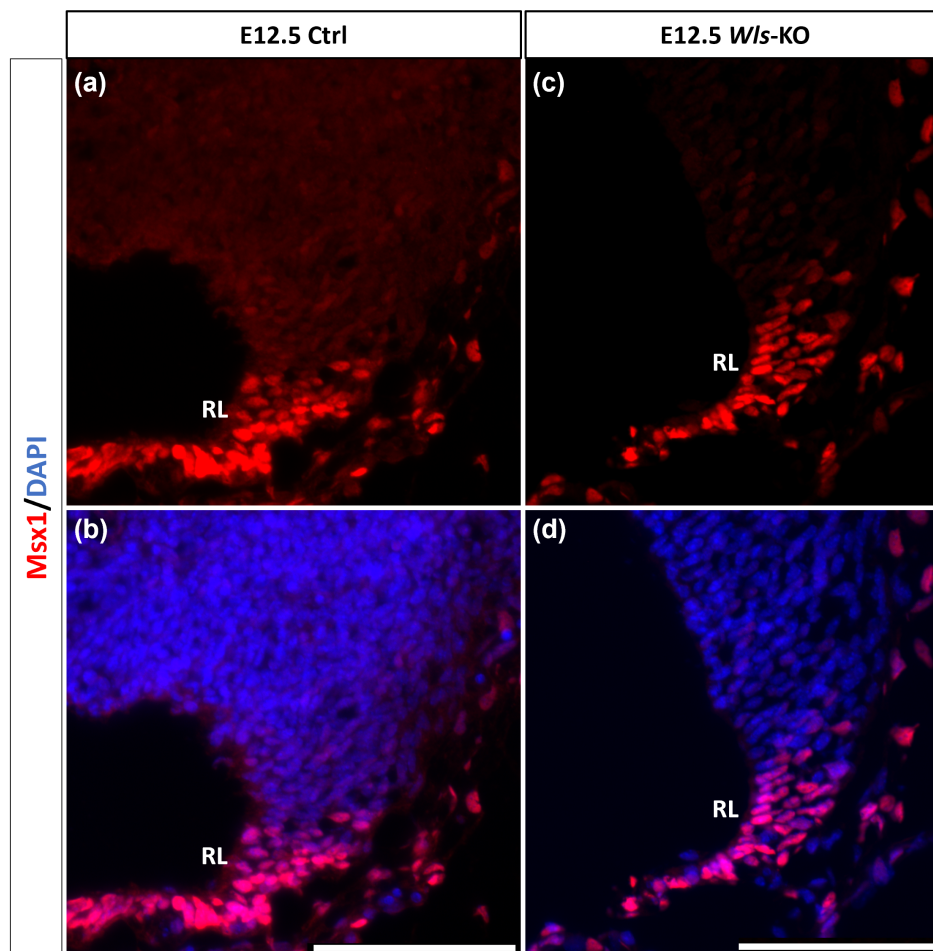 E12.5 Ctrl
E12.5 Wls-KO
Msx1/DAPI
(a)
(c)
RL
RL
(b)
(d)
RL
RL